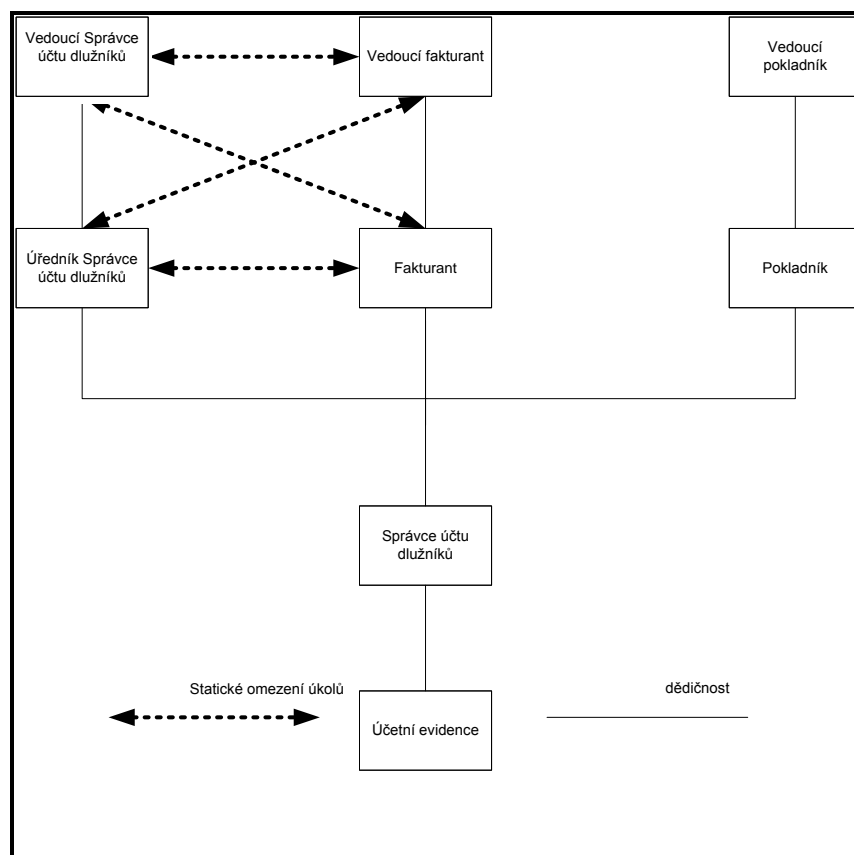 Vedoucí Správce
účtu dlužníků
Vedoucí fakturant
Vedoucí
pokladník
Úředník Správce
účtu dlužníků
Fakturant
Pokladník
Správce účtu
dlužníků
Statické omezení úkolů
dědičnost
Účetní evidence